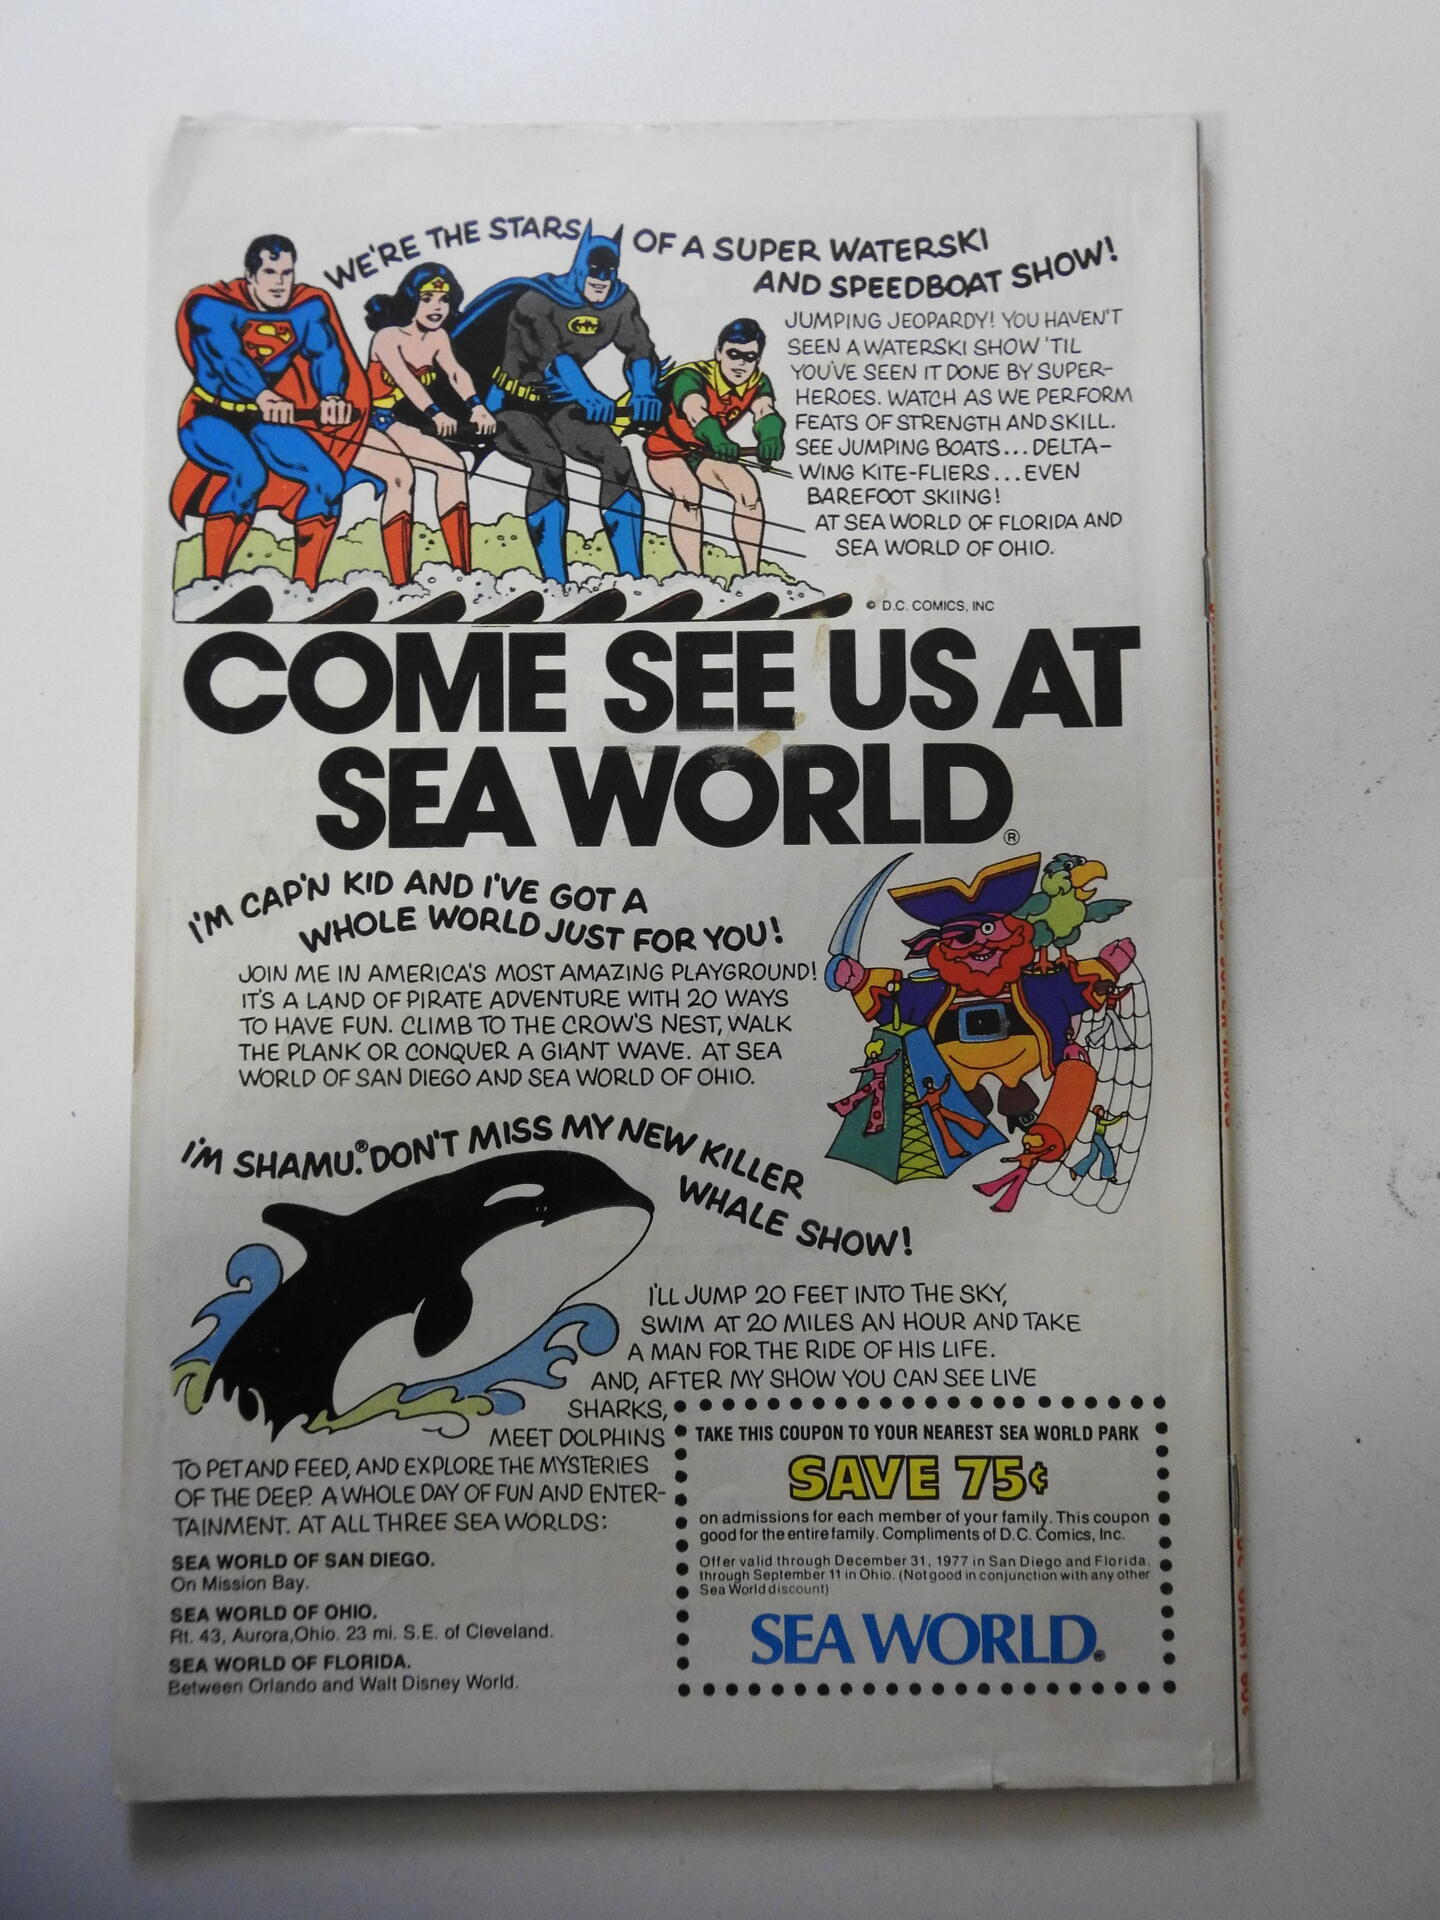 WE'RE THE STARS OF A SUPER WATERSKI
AND SPEEDBOAT SHOW!
JUMPING JEOPARDY! YOU HAVEN'T
SEEN A WATERSKI SHOW 'TIL
YOU'VE SEEN IT DONE BY SUPER-
HEROES. WATCH AS WE PERFORM
FEATS OF STRENGTH AND SKILL.
SEE JUMPING BOATS... DELTA-
WING KITE-FLIERS... EVEN
BAREFOOT SKIING!
AT SEA WORLD OF FLORIDA AND
SEA WORLD OF OHIO.
© D.C. COMICS, INC
COME SEE US AT
SEA WORLD®
I'M CAP'N KID AND I'VE GOT A
WHOLE WORLD JUST FOR YOU!
JOIN ME IN AMERICA'S MOST AMAZING PLAYGROUND!
IT'S A LAND OF PIRATE ADVENTURE WITH 20 WAYS
TO HAVE FUN. CLIMB TO THE CROW'S NEST, WALK
THE PLANK OR CONQUER A GIANT WAVE. AT SEA
WORLD OF SAN DIEGO AND SEA WORLD OF OHIO.
I'M SHAMU.® DON'T MISS MY NEW KILLER
WHALE SHOW!
I'LL JUMP 20 FEET INTO THE SKY,
SWIM AT 20 MILES AN HOUR AND TAKE
A MAN FOR THE RIDE OF HIS LIFE.
AND, AFTER MY SHOW YOU CAN SEE LIVE
SHARKS,
MEET DOLPHINS
TO PET AND FEED, AND EXPLORE THE MYSTERIES
OF THE DEEP. A WHOLE DAY OF FUN AND ENTER-
TAINMENT. AT ALL THREE SEA WORLDS:
SEA WORLD OF SAN DIEGO.
On Mission Bay.
SEA WORLD OF OHIO.
Rt. 43, Aurora,Ohio. 23 mi. S.E. of Cleveland.
SEA WORLD OF FLORIDA.
Between Orlando and Walt Disney World.
TAKE THIS COUPON TO YOUR NEAREST SEA WORLD PARK
SAVE 75¢
on admissions for each member of your family. This coupon
good for the entire family. Compliments of D.C. Comics, Inc.
Offer valid through December 31, 1977 in San Diego and Florida,
through September 11 in Ohio. (Not good in conjunction with any other
Sea World discount)
SEA WORLD®